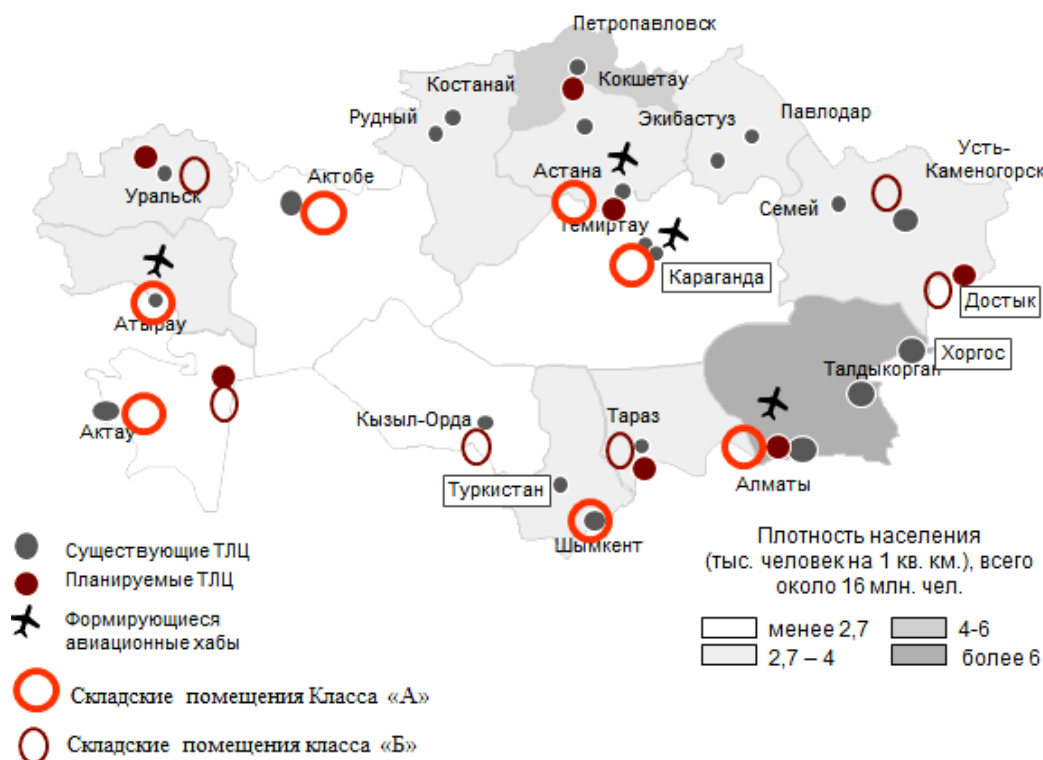 Петропавловск
Кокшетау
Костанай
Рудный
Экибастуз
Павлодар
Усть-
Каменогорск
Уральск
Актобе
Астана
Темиртау
Семей
Караганда
Достык
Атырау
Хоргос
Талдыкорган
Актау
Кызыл-Орда
Тараз
Туркистан
Алматы
Шымкент
Существующие ТЛЦ
Планируемые ТЛЦ
Формирующиеся
авиационные хабы
Складские помещения Класса «А»
Складские помещения класса «Б»
Плотность населения
(тыс. человек на 1 кв. км.), всего
около 16 млн. чел.
менее 2,7
4-6
2,7 – 4
более 6